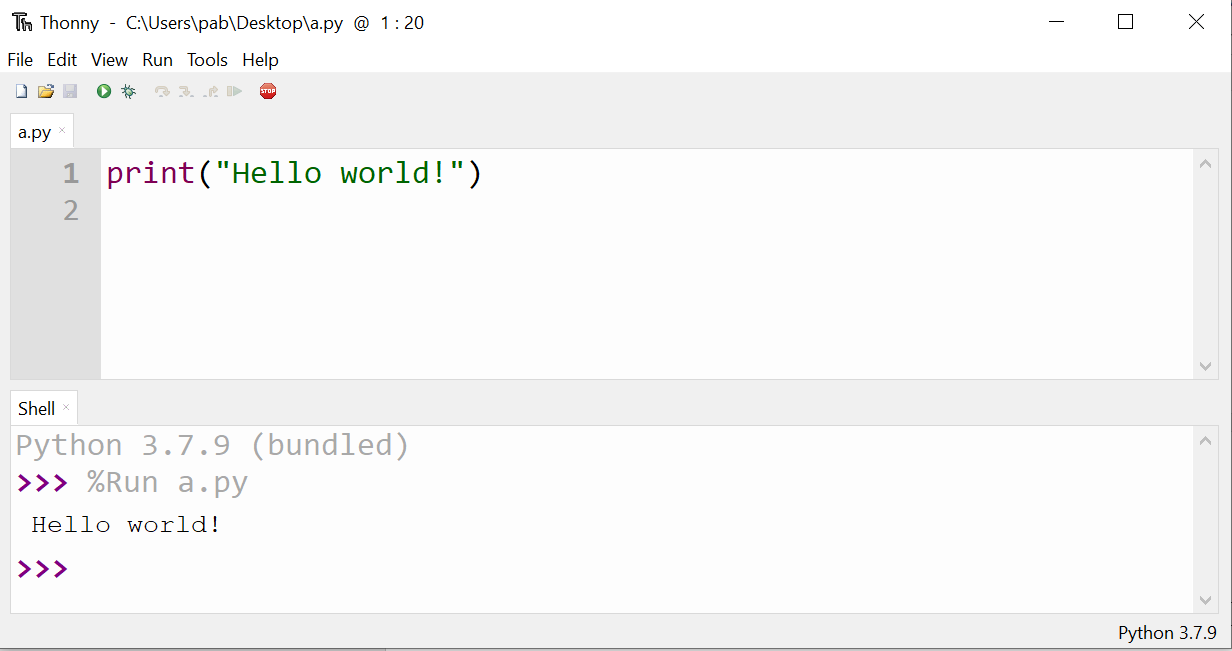 Thonny - C:\Users\pab\Desktop\a.py @ 1 : 20
File Edit View Run Tools Help
STOP
a.py
1 print("Hello world!")
2
Shell
Python 3.7.9 (bundled)
>>> %Run a.py
Hello world!
>>>
Python 3.7.9